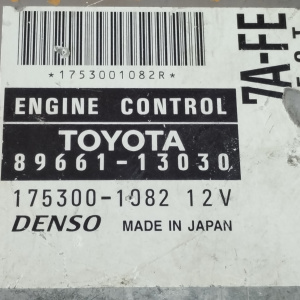 *1753001082R*
ENGINE CONTROL
TOYOTA
89661-13030
175300-1082 12V
DENSO MADE IN JAPAN
7A-FE